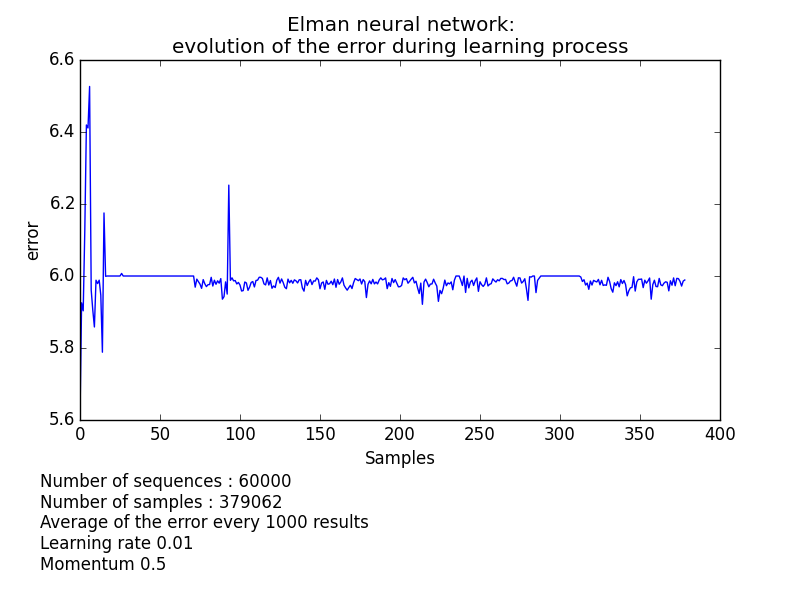 Elman neural network:
evolution of the error during learning process
6.6
6.4
6.2
6.0
5.8
5.6
error
0 50 100 150 200 250 300 350 400
Samples
Number of sequences : 60000
Number of samples : 379062
Average of the error every 1000 results
Learning rate 0.01
Momentum 0.5